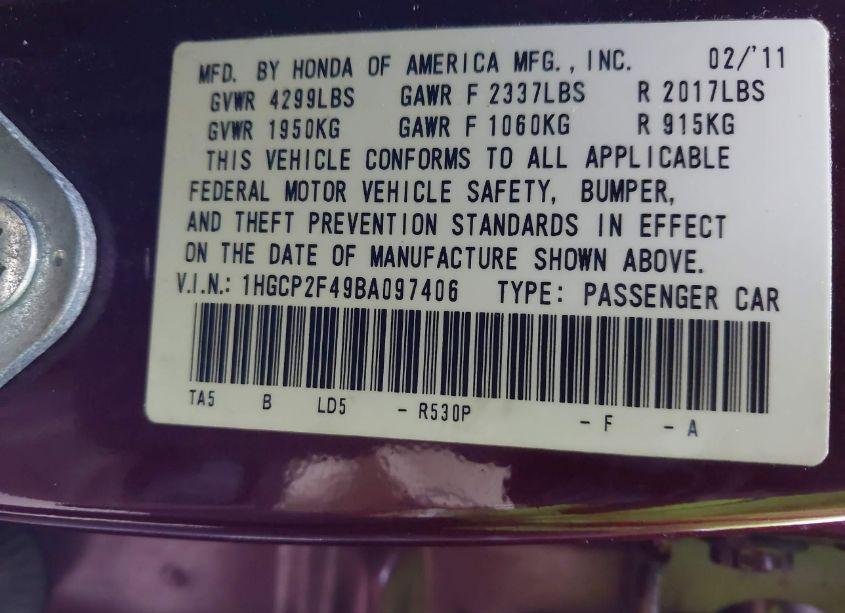 MFD. BY HONDA OF AMERICA MFG., INC. 02/'11
GVWR 4299LBS GAWR F 2337LBS R 2017LBS
GVWR 1950KG GAWR F 1060KG R 915KG
THIS VEHICLE CONFORMS TO ALL APPLICABLE
FEDERAL MOTOR VEHICLE SAFETY, BUMPER,
AND THEFT PREVENTION STANDARDS IN EFFECT
ON THE DATE OF MANUFACTURE SHOWN ABOVE.
V.I.N.: 1HGCP2F49BA097406 TYPE: PASSENGER CAR
TA5 B LD5 - R530P - F - A